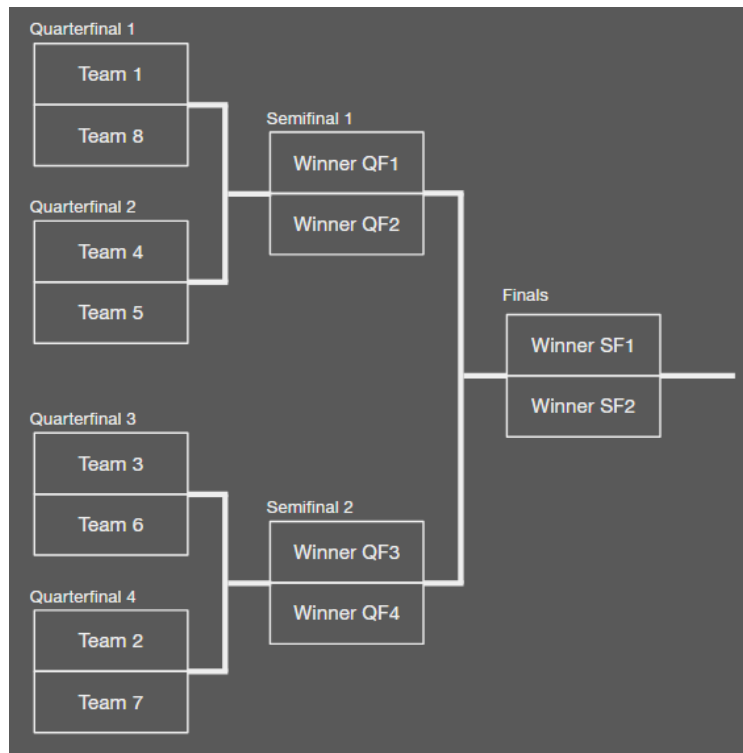 Quarterfinal 1
Team 1
Team 8
Quarterfinal 2
Team 4
Team 5
Quarterfinal 3
Team 3
Team 6
Quarterfinal 4
Team 2
Team 7
Semifinal 1
Winner QF1
Winner QF2
Semifinal 2
Winner QF3
Winner QF4
Finals
Winner SF1
Winner SF2